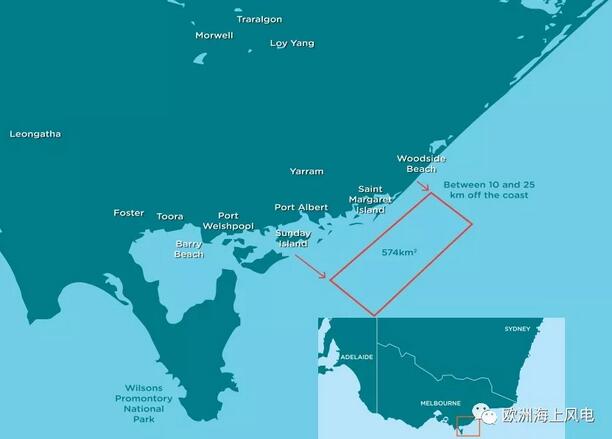 Traralgon
Morwell
Loy Yang
Leongatha
Woodside
Beach
Between 10 and 25
km off the coast
Yarram
Saint
Margaret
Island
Port Albert
Foster
Toora
Port
Welshpool
Sunday
Island
Barry
Beach
574km²
Wilsons
Promontory
National
Park
SYDNEY
ADELAIDE
MELBOURNE
欧洲海上风电